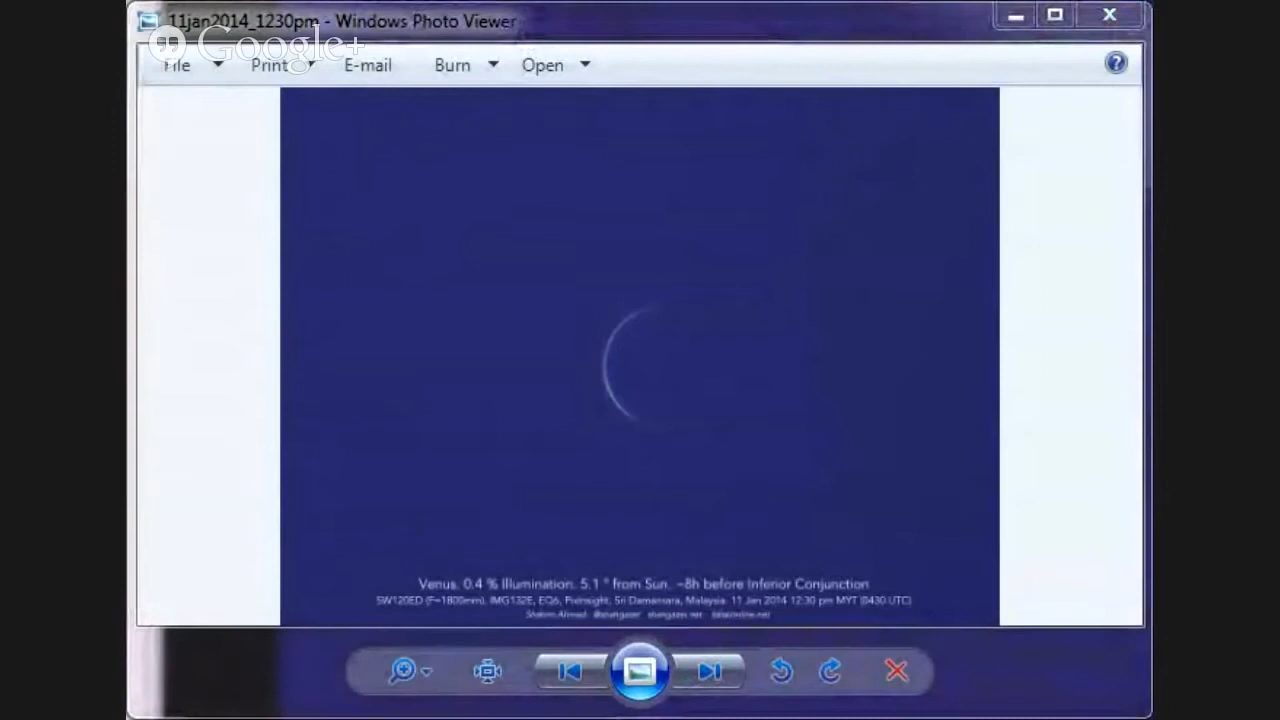 11jan2014_1230pm - Windows Photo Viewer
Google+
File Print E-mail Burn Open
Venus. 0.4 % Illumination. 5.1 ° from Sun. ~8h before Inferior Conjunction
SW120ED (F=1800mm), IMG132E, EQ6, Pixinsight, Sri Damansara, Malaysia. 11 Jan 2014 12:30 pm MYT (0430 UTC)